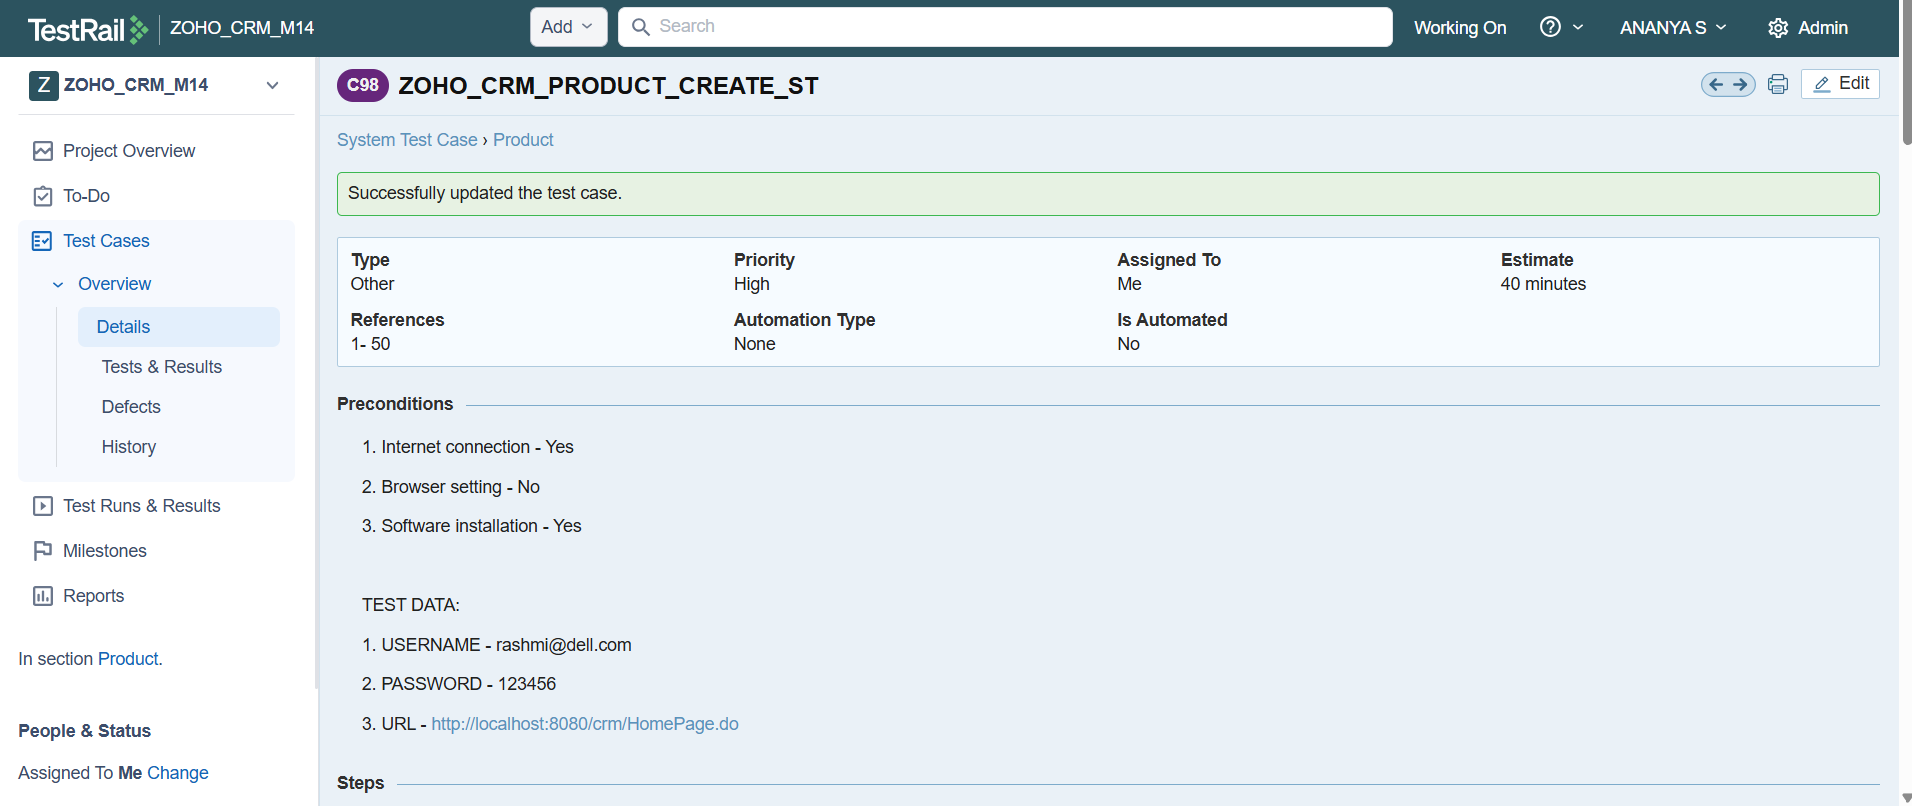 TestRail ZOHO_CRM_M14 Add Search Working On ANANYA S Admin
Z ZOHO_CRM_M14
Project Overview
To-Do
Test Cases
Overview
Details
Tests & Results
Defects
History
Test Runs & Results
Milestones
Reports
In section Product.
People & Status
Assigned To Me Change
C98 ZOHO_CRM_PRODUCT_CREATE_ST Edit
System Test Case › Product
Successfully updated the test case.
Type Priority Assigned To Estimate
Other High Me 40 minutes
References Automation Type Is Automated
1- 50 None No
Preconditions
1. Internet connection - Yes
2. Browser setting - No
3. Software installation - Yes
TEST DATA:
1. USERNAME - rashmi@dell.com
2. PASSWORD - 123456
3. URL - http://localhost:8080/crm/HomePage.do
Steps